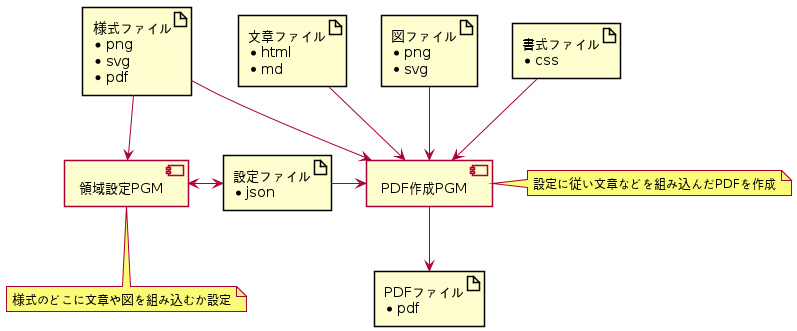 様式ファイル
• png
• svg
• pdf
文章ファイル
• html
• md
図ファイル
• png
• svg
書式ファイル
• css
領域設定PGM
設定ファイル
• json
PDF作成PGM
設定に従い文章などを組み込んだPDFを作成
様式のどこに文章や図を組み込むか設定
PDFファイル
• pdf